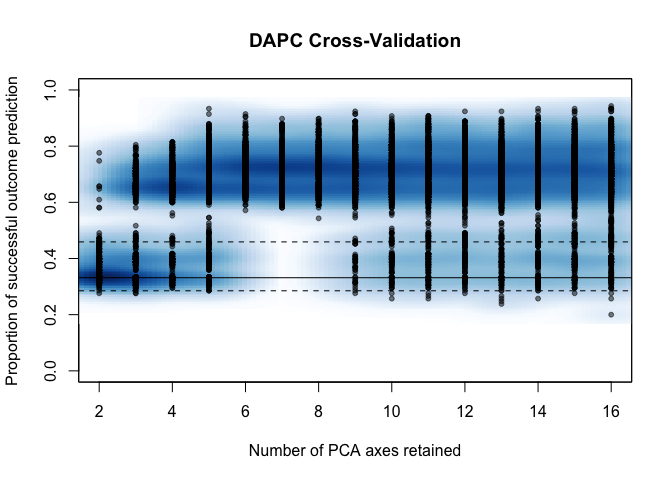 DAPC Cross-Validation
Proportion of successful outcome prediction
1.0
0.8
0.6
0.4
0.2
0.0
2 4 6 8 10 12 14 16
Number of PCA axes retained